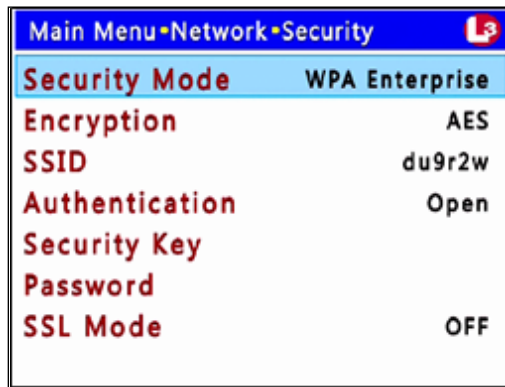 Main Menu•Network•Security L3
Security Mode WPA Enterprise
Encryption AES
SSID du9r2w
Authentication Open
Security Key
Password
SSL Mode OFF